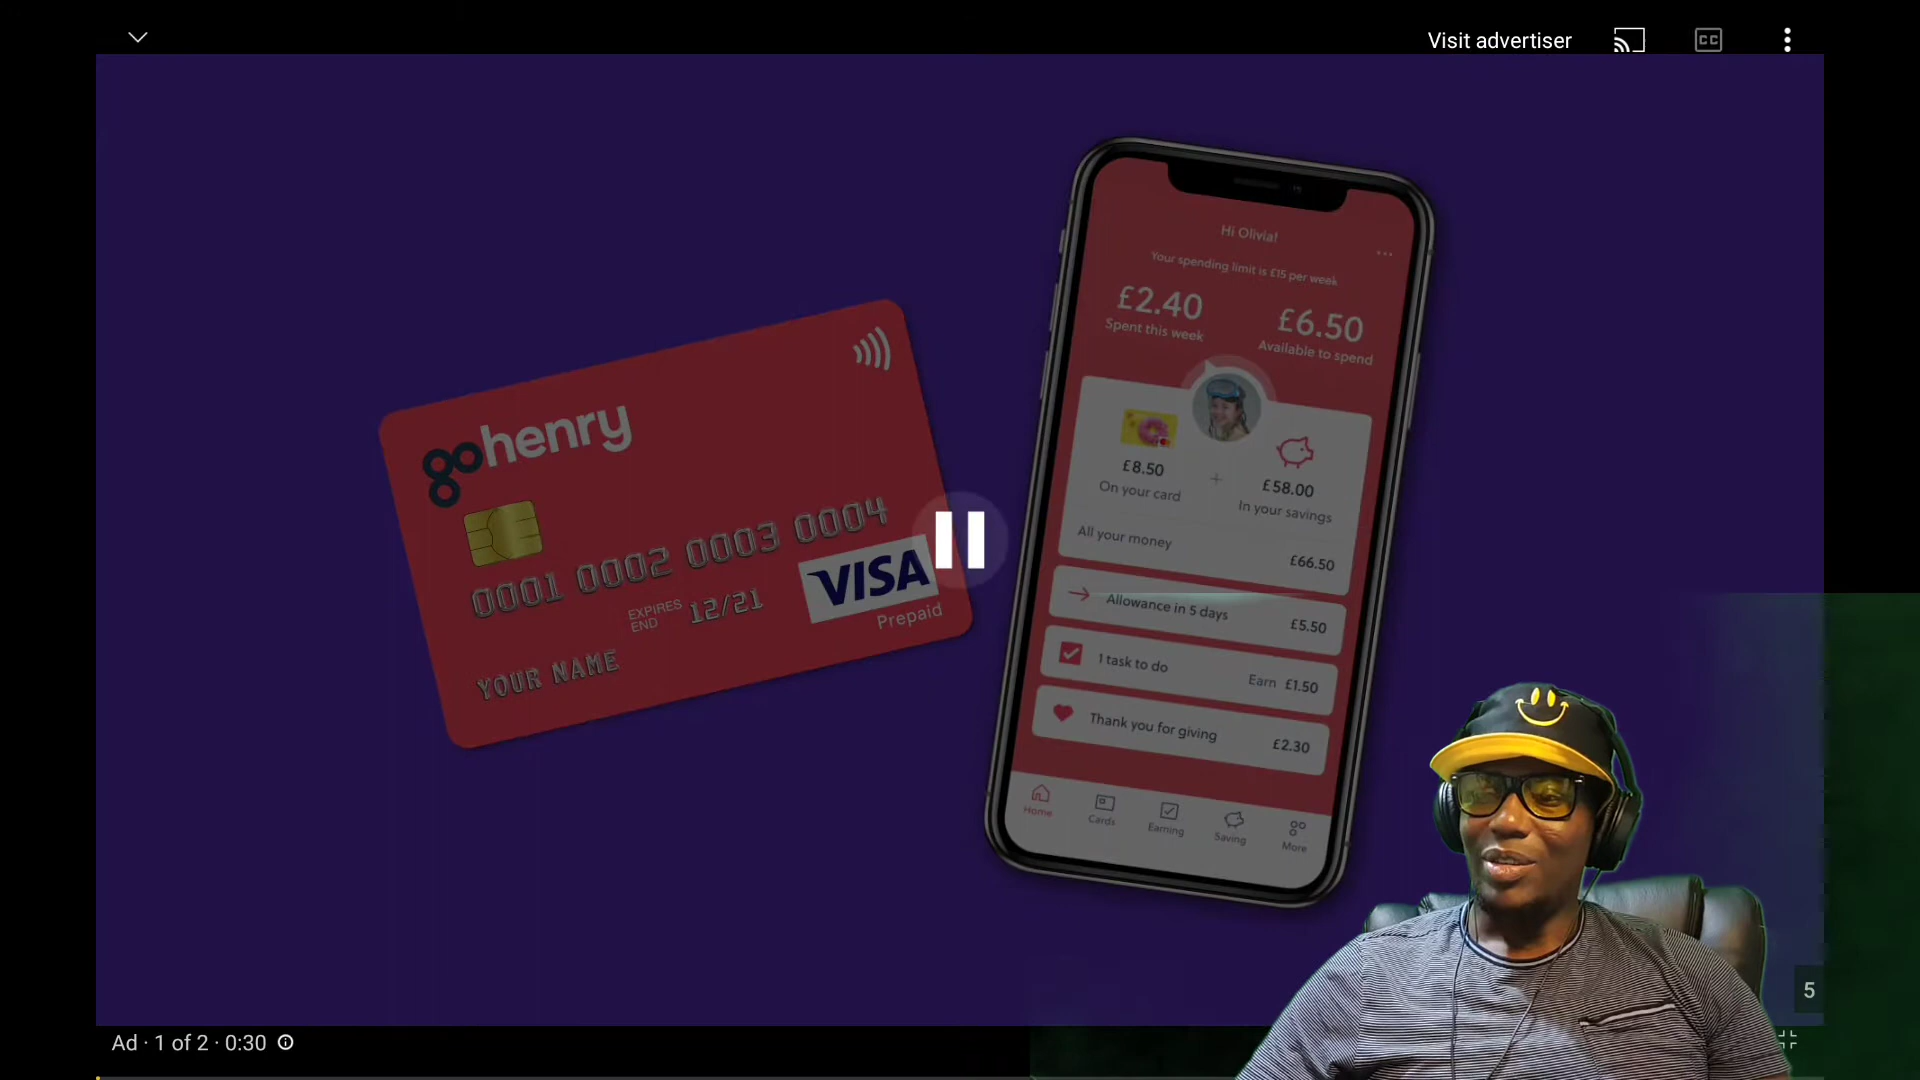 Visit advertiser
CC
gohenry
0001 0002 0003 0004
EXPIRES
END
12/21
VISA
Prepaid
YOUR NAME
Hi Olivia!
Your spending limit is £15 per week
£2.40
Spent this week
£6.50
Available to spend
£8.50
On your card
+
£58.00
In your savings
All your money
£66.50
Allowance in 5 days
£5.50
1 task to do
Earn £1.50
Thank you for giving
£2.30
Home
Cards
Earning
Saving
More
5
Ad · 1 of 2 · 0:30